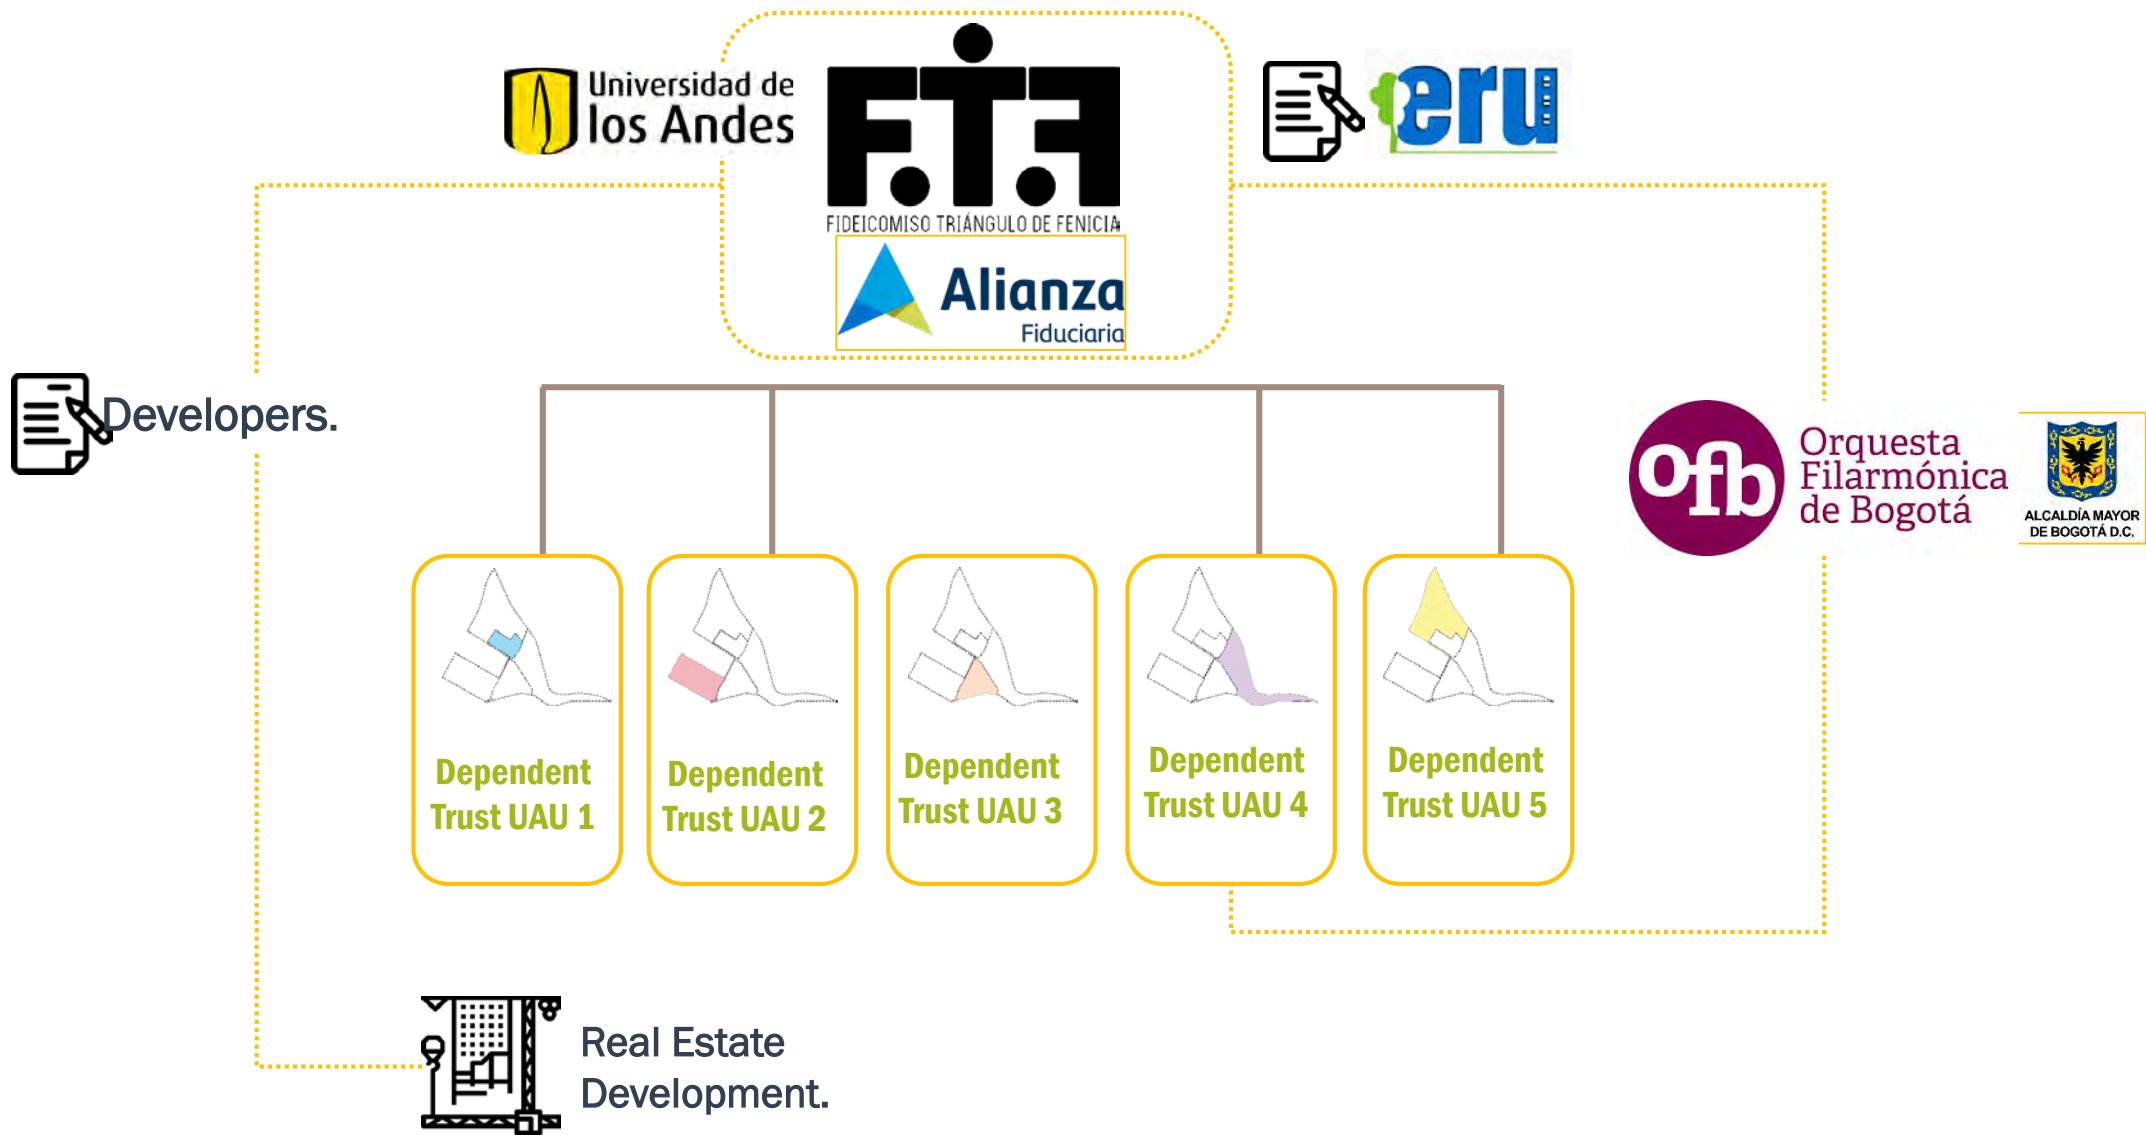 Universidad de
los Andes
F.T.F
FIDEICOMISO TRIÁNGULO DE FENICIA
Alianza
Fiduciaria
eru
Developers.
ofb
Orquesta
Filarmónica
de Bogotá
ALCALDÍA MAYOR
DE BOGOTÁ D.C.
Dependent
Trust UAU 1
Dependent
Trust UAU 2
Dependent
Trust UAU 3
Dependent
Trust UAU 4
Dependent
Trust UAU 5
Real Estate
Development.